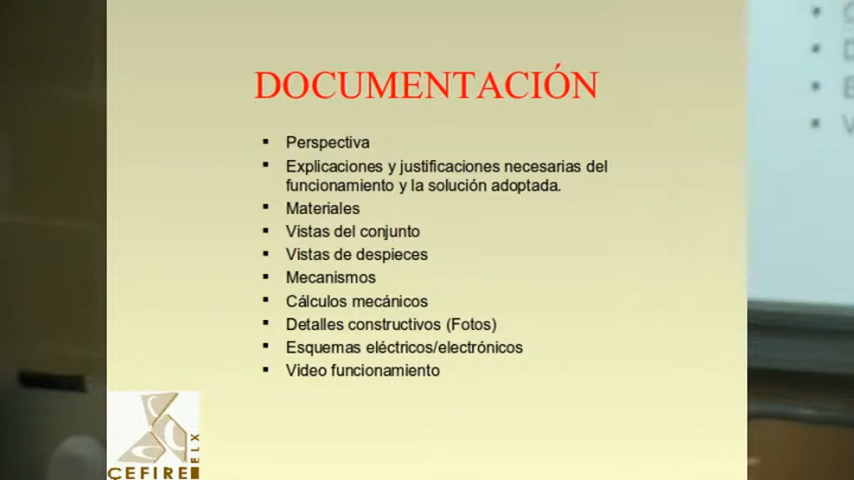 DOCUMENTACIÓN
Perspectiva
Explicaciones y justificaciones necesarias del
funcionamiento y la solución adoptada.
Materiales
Vistas del conjunto
Vistas de despieces
Mecanismos
Cálculos mecánicos
Detalles constructivos (Fotos)
Esquemas eléctricos/electrónicos
Video funcionamiento
CEFIRE
ELX